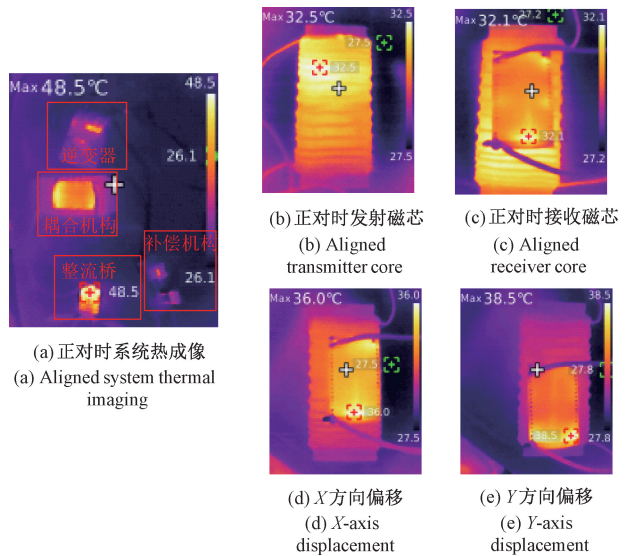 Max 48.5℃
48.5
26.1
逆变器
耦合机构
补偿机构
整流桥
48.5
26.1
(a) 正对时系统热成像
(a) Aligned system thermal
imaging
Max 32.5℃
32.5
27.5
32.5
27.5
(b) 正对时发射磁芯
(b) Aligned
transmitter core
Max 32.1℃
27.2
32.1
32.1
27.2
(c) 正对时接收磁芯
(c) Aligned
receiver core
Max 36.0℃
36.0
27.5
36.0
27.5
(d) X方向偏移
(d) X-axis
displacement
Max 38.5℃
38.5
27.8
38.5
27.8
(e) Y方向偏移
(e) Y-axis
displacement